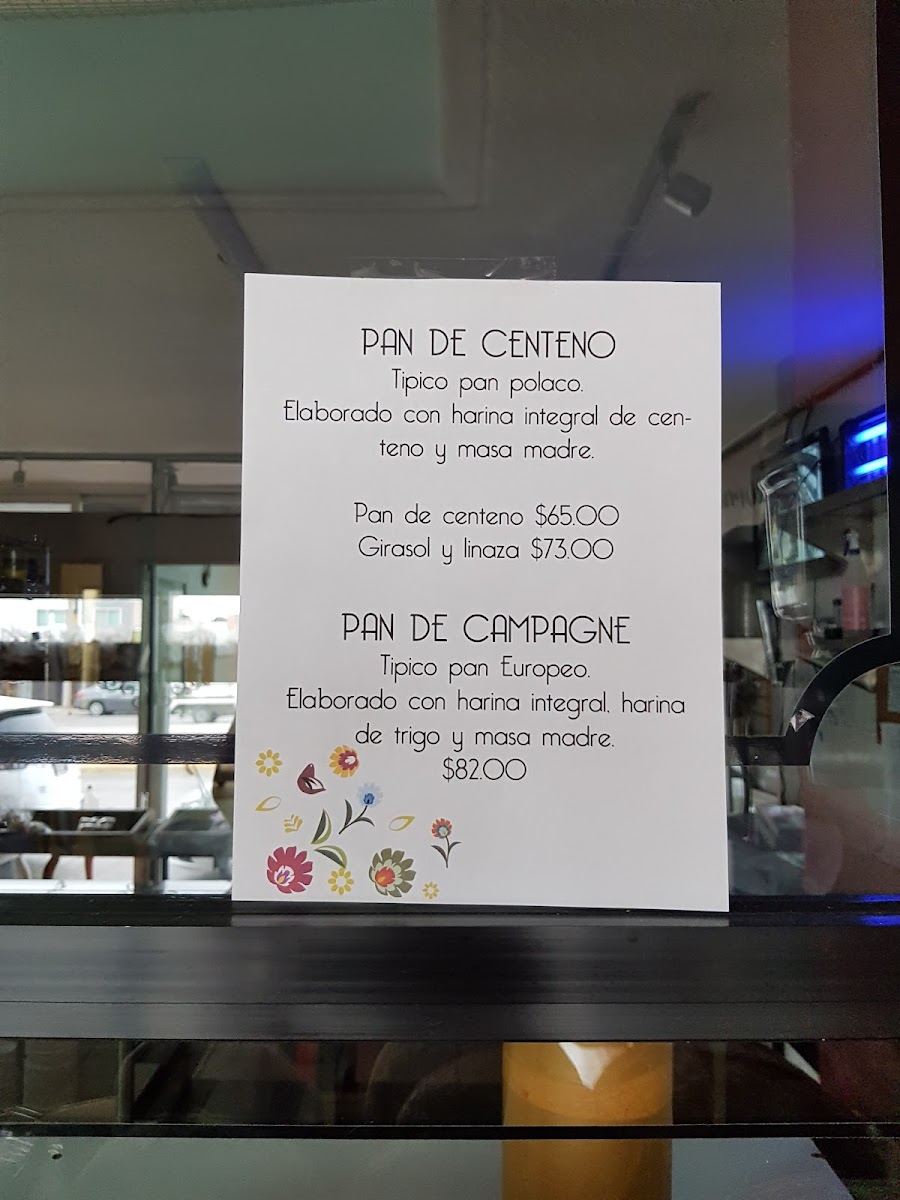 PAN DE CENTENO
Tipico pan polaco.
Elaborado con harina integral de cen-
teno y masa madre.
Pan de centeno $65.00
Girasol y linaza $73.00
PAN DE CAMPAGNE
Tipico pan Europeo.
Elaborado con harina integral, harina
de trigo y masa madre.
$82.00